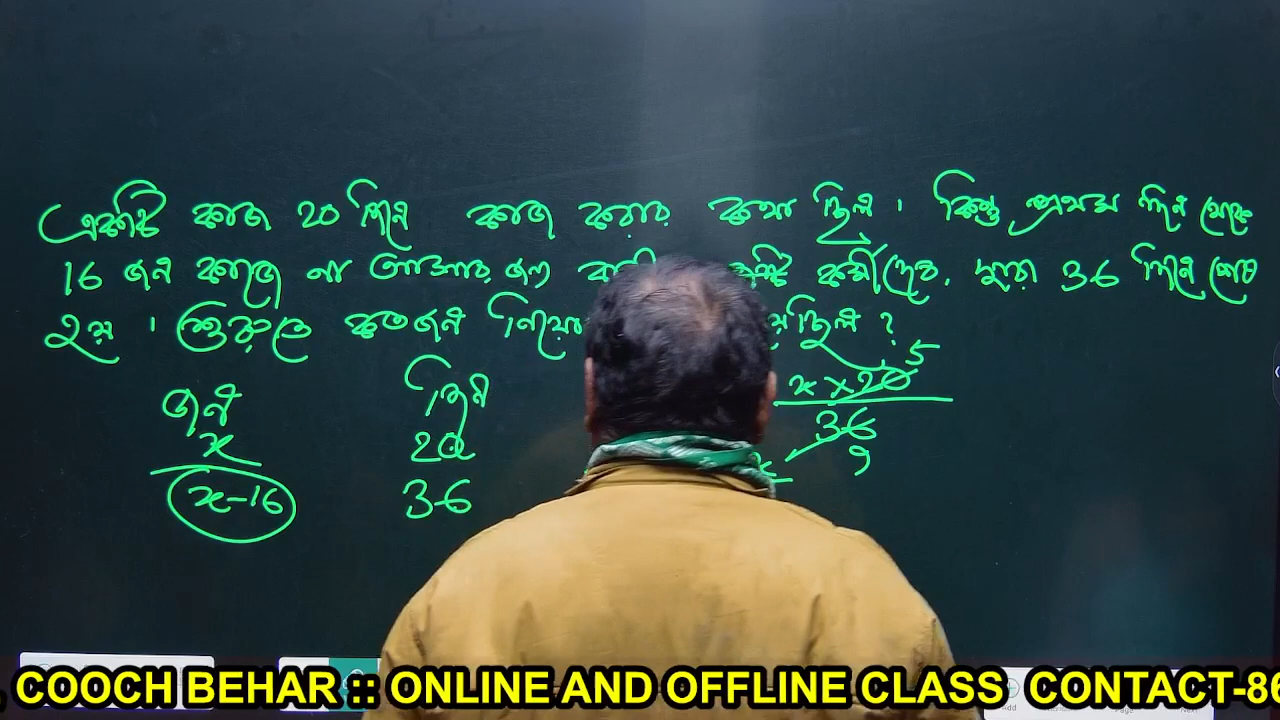 একটি কাজ 20 দিনে কাজ করার কথা ছিল। কিন্তু প্রথম দিন থেকে
16 জন কাজে না আসার জন্য কাজটি দ্বারা 36 দিনে শেষ
হয়। শুরুতে কতজন ছিল?
জন দিন
x 20
x-16 36
x × 20 5
36
9
COOCH BEHAR :: ONLINE AND OFFLINE CLASS CONTACT-86